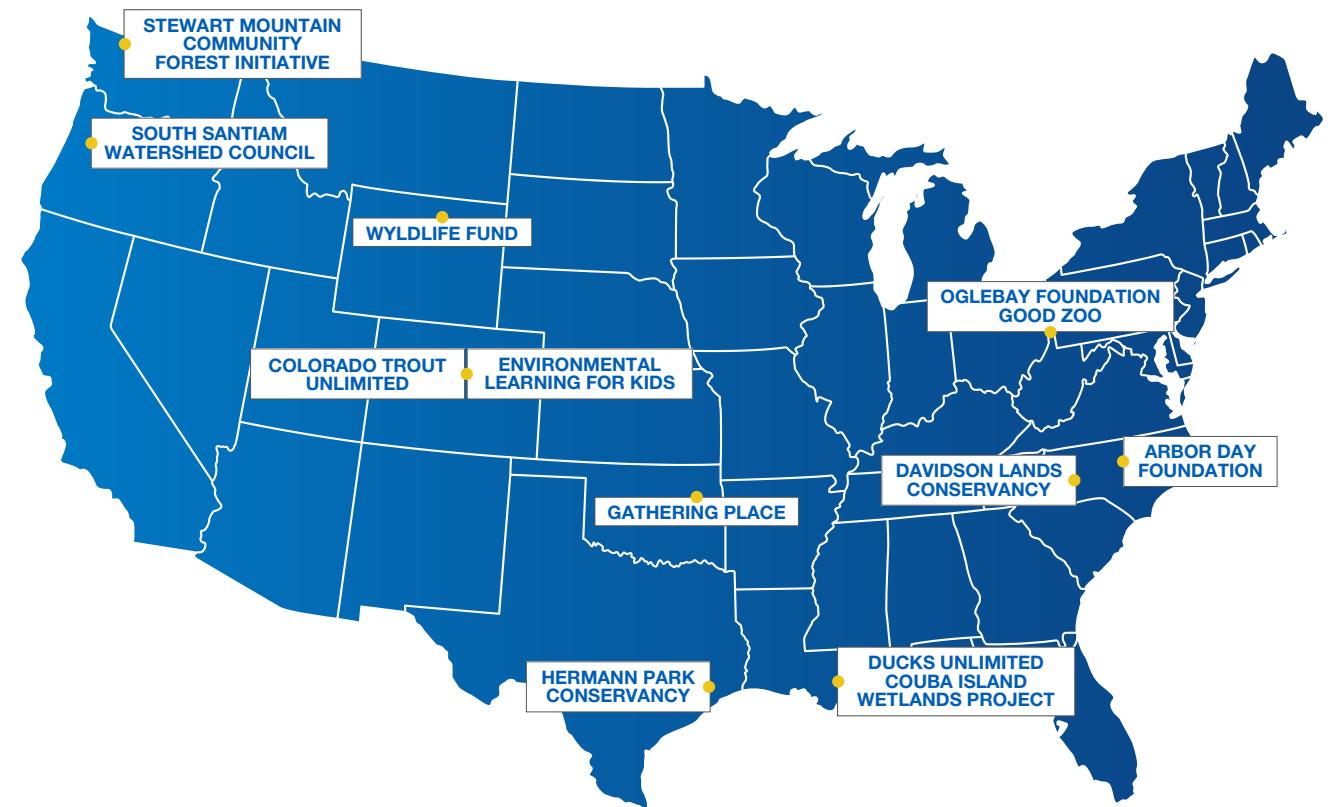 STEWART MOUNTAIN
COMMUNITY
FOREST INITIATIVE
SOUTH SANTIAM
WATERSHED COUNCIL
WYLDLIFE FUND
OGLEBAY FOUNDATION
GOOD ZOO
COLORADO TROUT
UNLIMITED
ENVIRONMENTAL
LEARNING FOR KIDS
ARBOR DAY
FOUNDATION
DAVIDSON LANDS
CONSERVANCY
GATHERING PLACE
HERMANN PARK
CONSERVANCY
DUCKS UNLIMITED
COUBA ISLAND
WETLANDS PROJECT